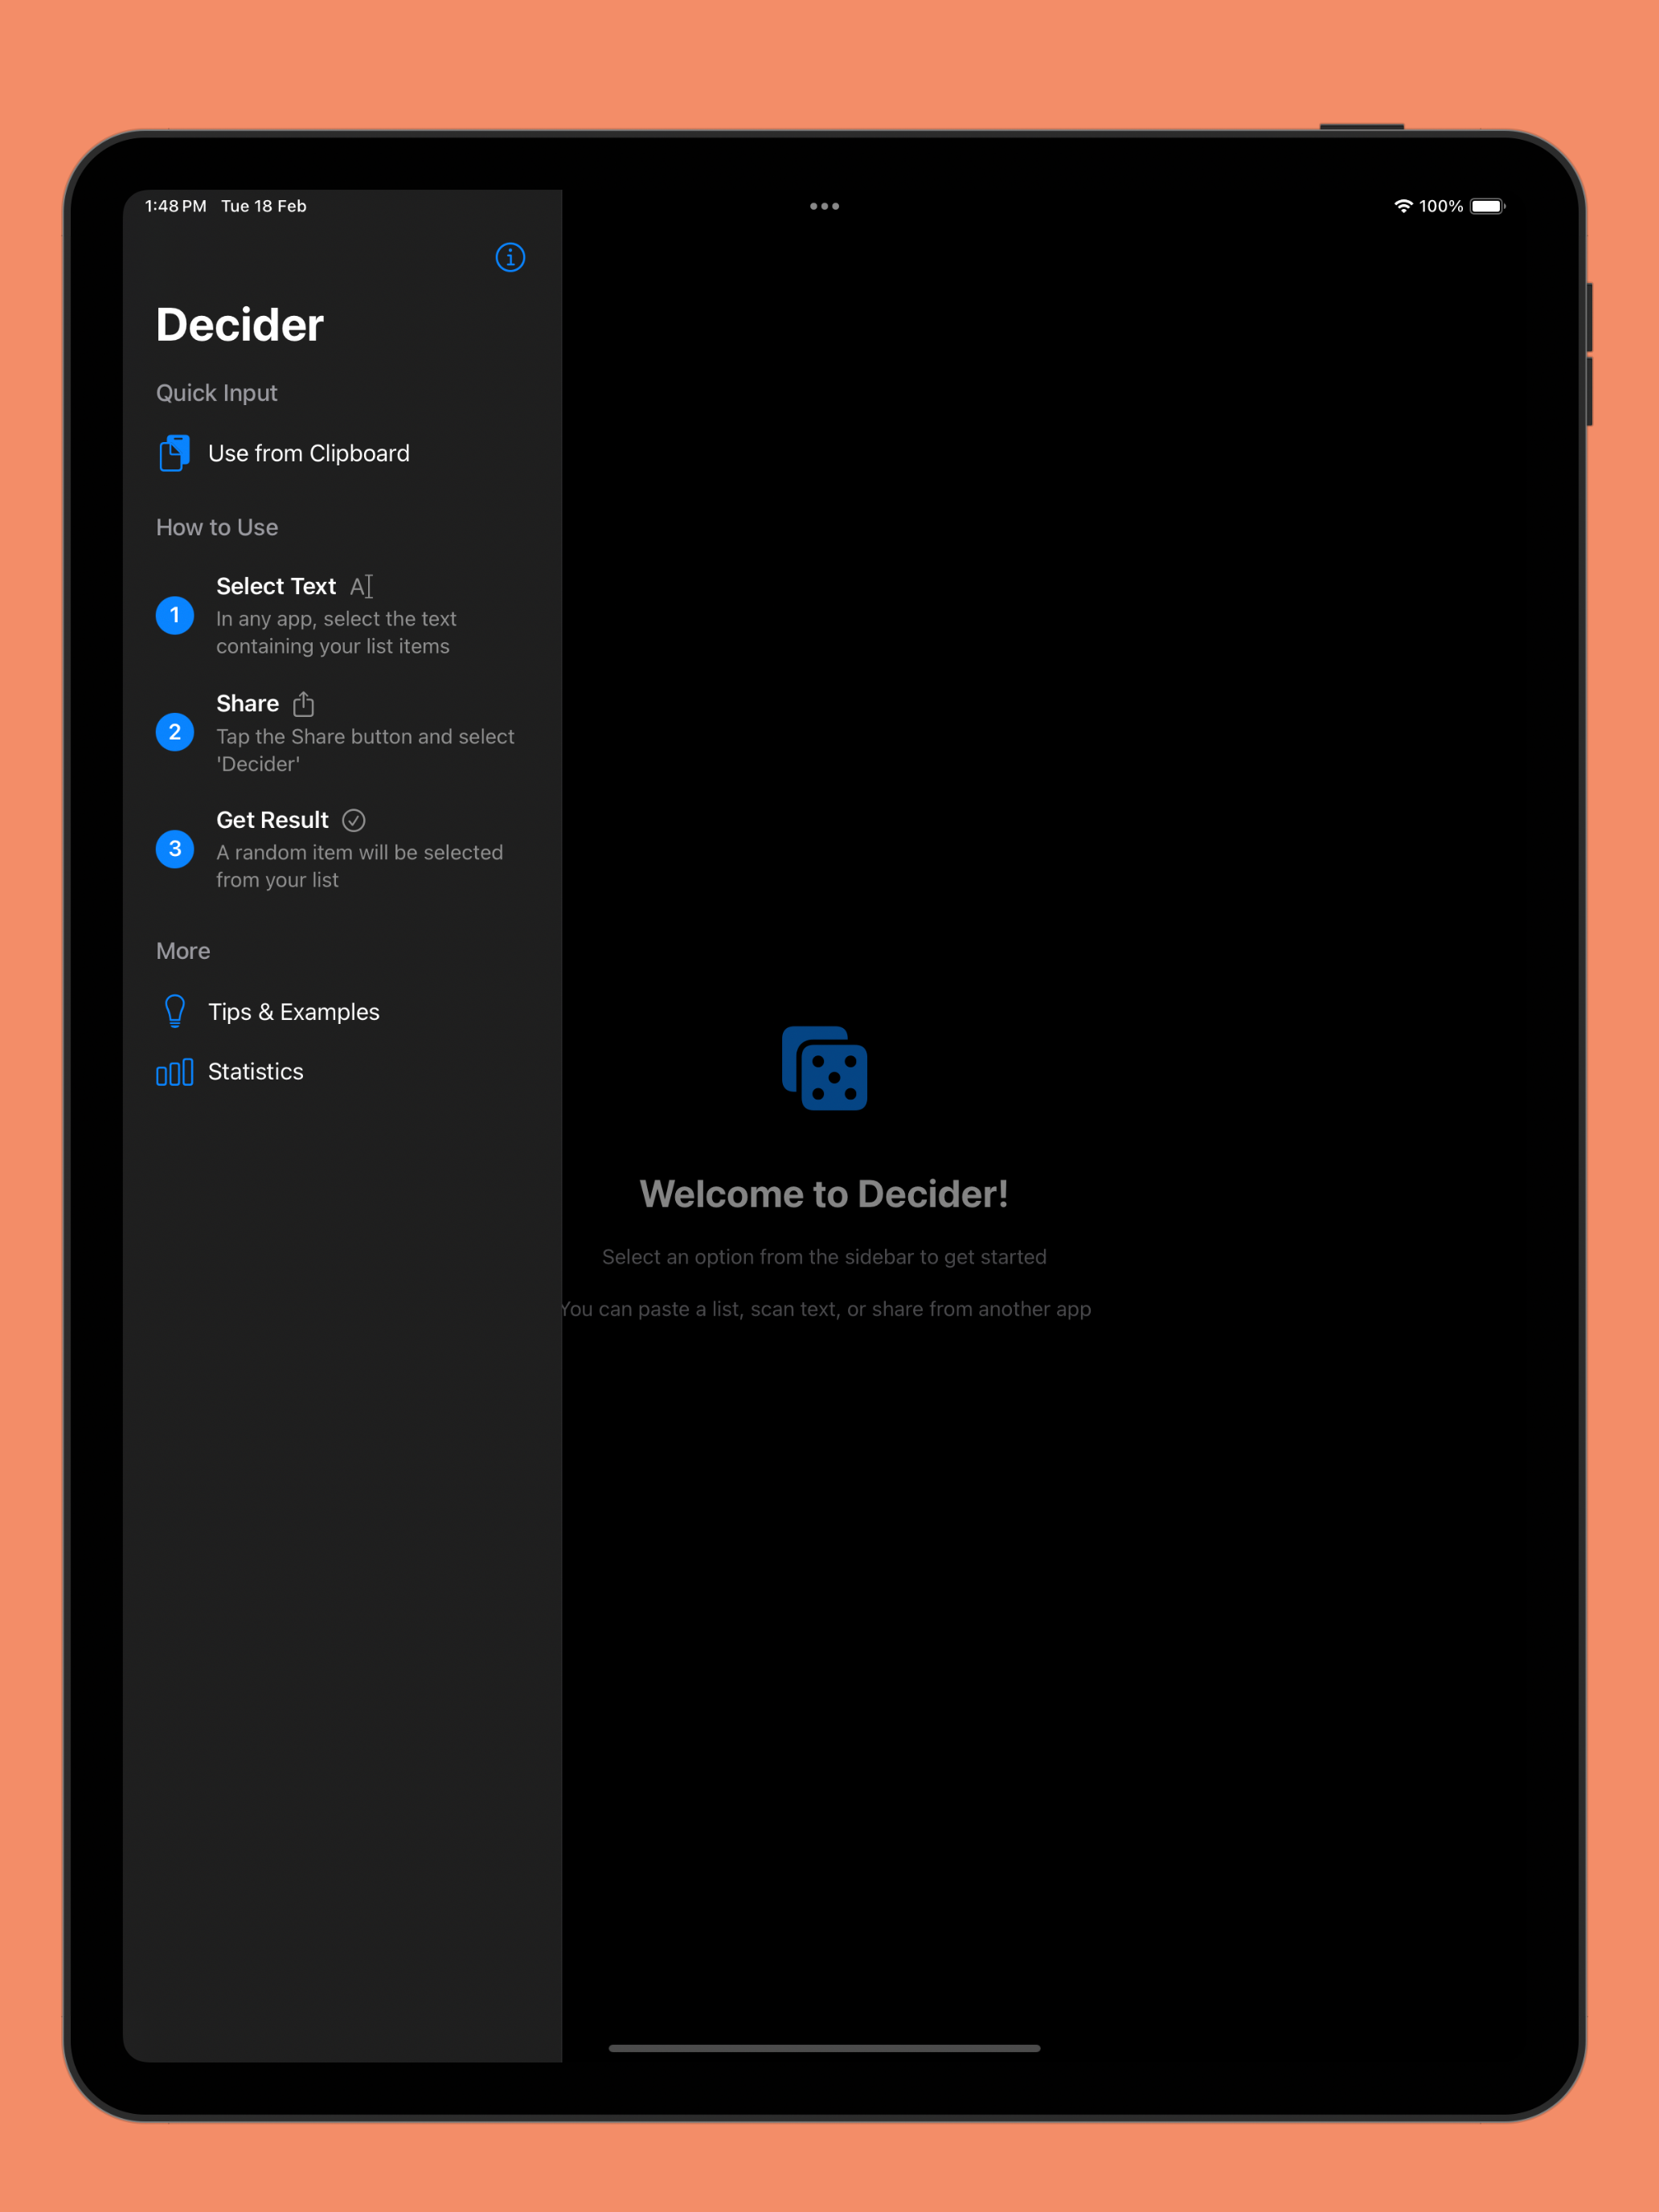 1:48 PM Tue 18 Feb
100%
Decider
Quick Input
Use from Clipboard
How to Use
1
Select Text A
In any app, select the text
containing your list items
2
Share
Tap the Share button and select
'Decider'
3
Get Result
A random item will be selected
from your list
More
Tips & Examples
Statistics
Welcome to Decider!
Select an option from the sidebar to get started
You can paste a list, scan text, or share from another app